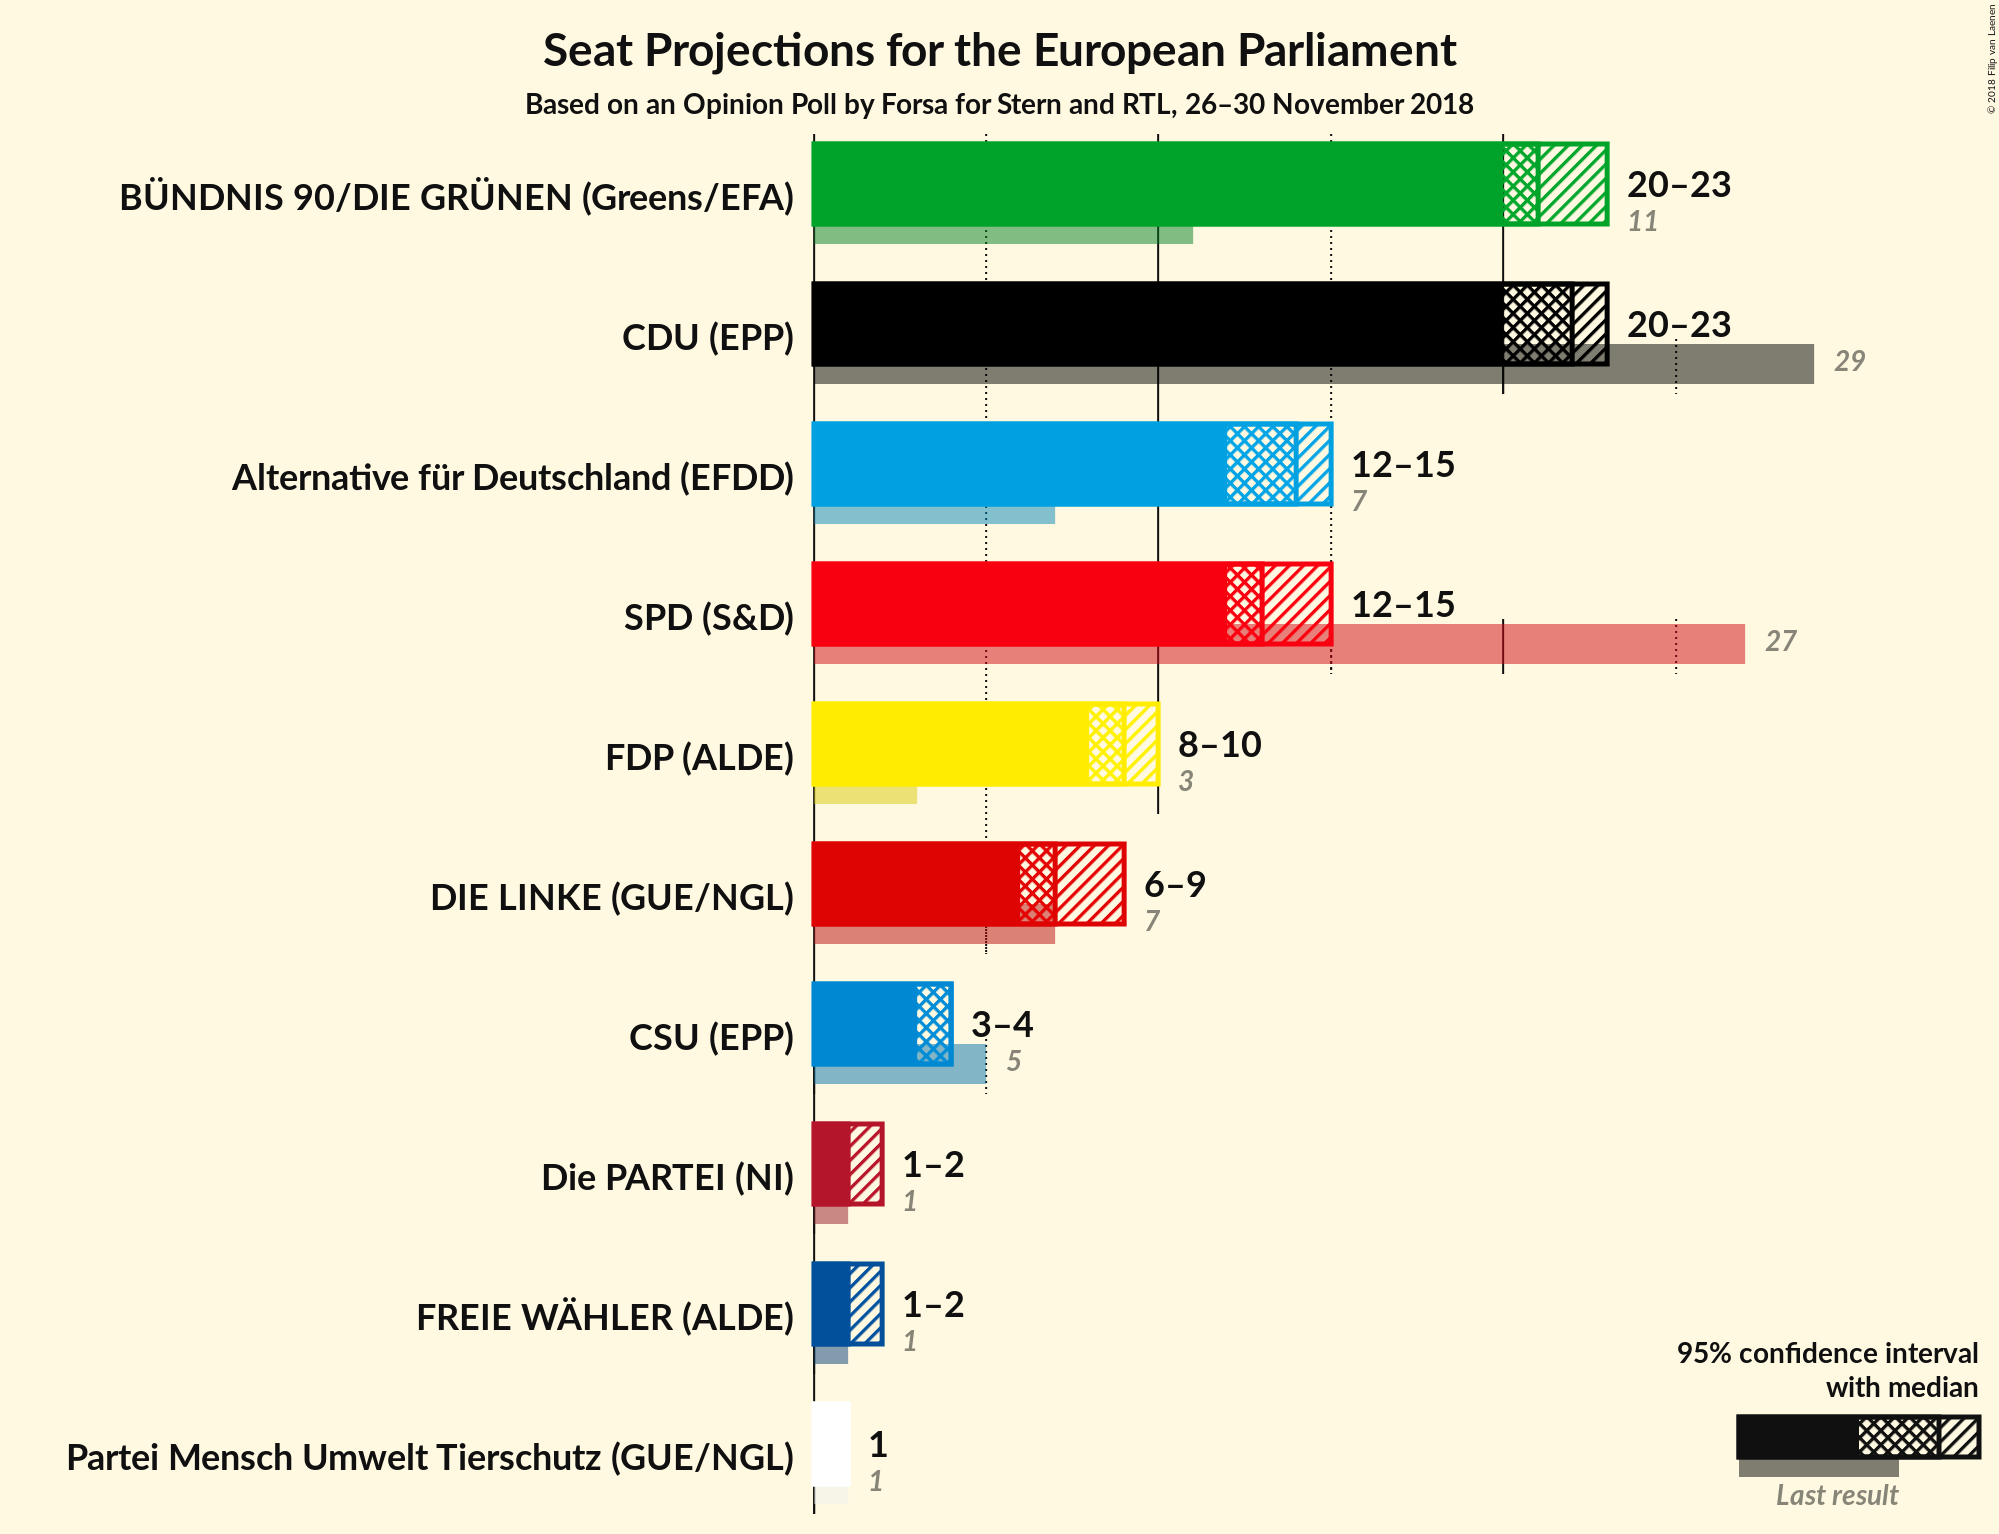 Seat Projections for the European Parliament
Based on an Opinion Poll by Forsa for Stern and RTL, 26–30 November 2018
© 2018 Filip van Laenen
BÜNDNIS 90/DIE GRÜNEN (Greens/EFA)
20–23
11
CDU (EPP)
20–23
29
Alternative für Deutschland (EFDD)
12–15
7
SPD (S&D)
12–15
27
FDP (ALDE)
8–10
3
DIE LINKE (GUE/NGL)
6–9
7
CSU (EPP)
3–4
5
Die PARTEI (NI)
1–2
1
FREIE WÄHLER (ALDE)
1–2
1
Partei Mensch Umwelt Tierschutz (GUE/NGL)
1
1
95% confidence interval
with median
Last result